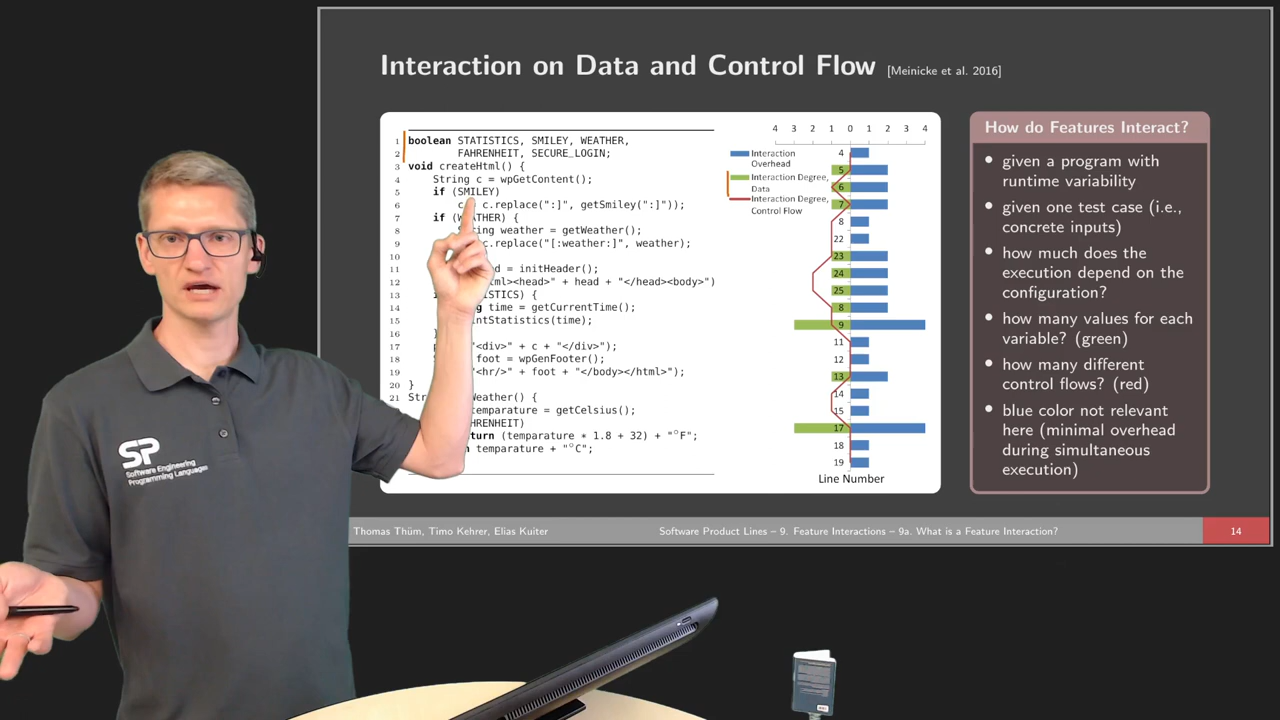 Interaction on Data and Control Flow [Meinicke et al. 2016]
1 boolean STATISTICS, SMILEY, WEATHER,
2 FAHRENHEIT, SECURE_LOGIN;
3 void createHtml() {
4 String c = wpGetContent();
5 if (SMILEY)
6 c.replace(":]", getSmiley(":]"));
7 if (WEATHER) {
8 String weather = getWeather();
9 c.replace("[:weather:]", weather);
10
11 = initHeader();
12 + head + "</head><body>")
13 {
14 time = getCurrentTime();
15 (time);
16
17 "<div>" + c + "</div>");
18 foot = wpGenFooter();
19 "<hr/>" + foot + "</body></html>");
20 }
21 Weather() {
temparature = getCelsius();
(temparature * 1.8 + 32) + "°F";
temparature + "°C";
4 3 2 1 0 1 2 3 4
Interaction Overhead
Interaction Degree, Data
Interaction Degree, Control Flow
4
5
6
7
8
22
23
24
25
8
9
11
12
13
14
15
17
18
19
Line Number
How do Features Interact?
• given a program with
runtime variability
• given one test case (i.e.,
concrete inputs)
• how much does the
execution depend on the
configuration?
• how many values for each
variable? (green)
• how many different
control flows? (red)
• blue color not relevant
here (minimal overhead
during simultaneous
execution)
SP
Software Engineering
Programming Languages
Thomas Thüm, Timo Kehrer, Elias Kuiter
Software Product Lines – 9. Feature Interactions – 9a. What is a Feature Interaction?
14